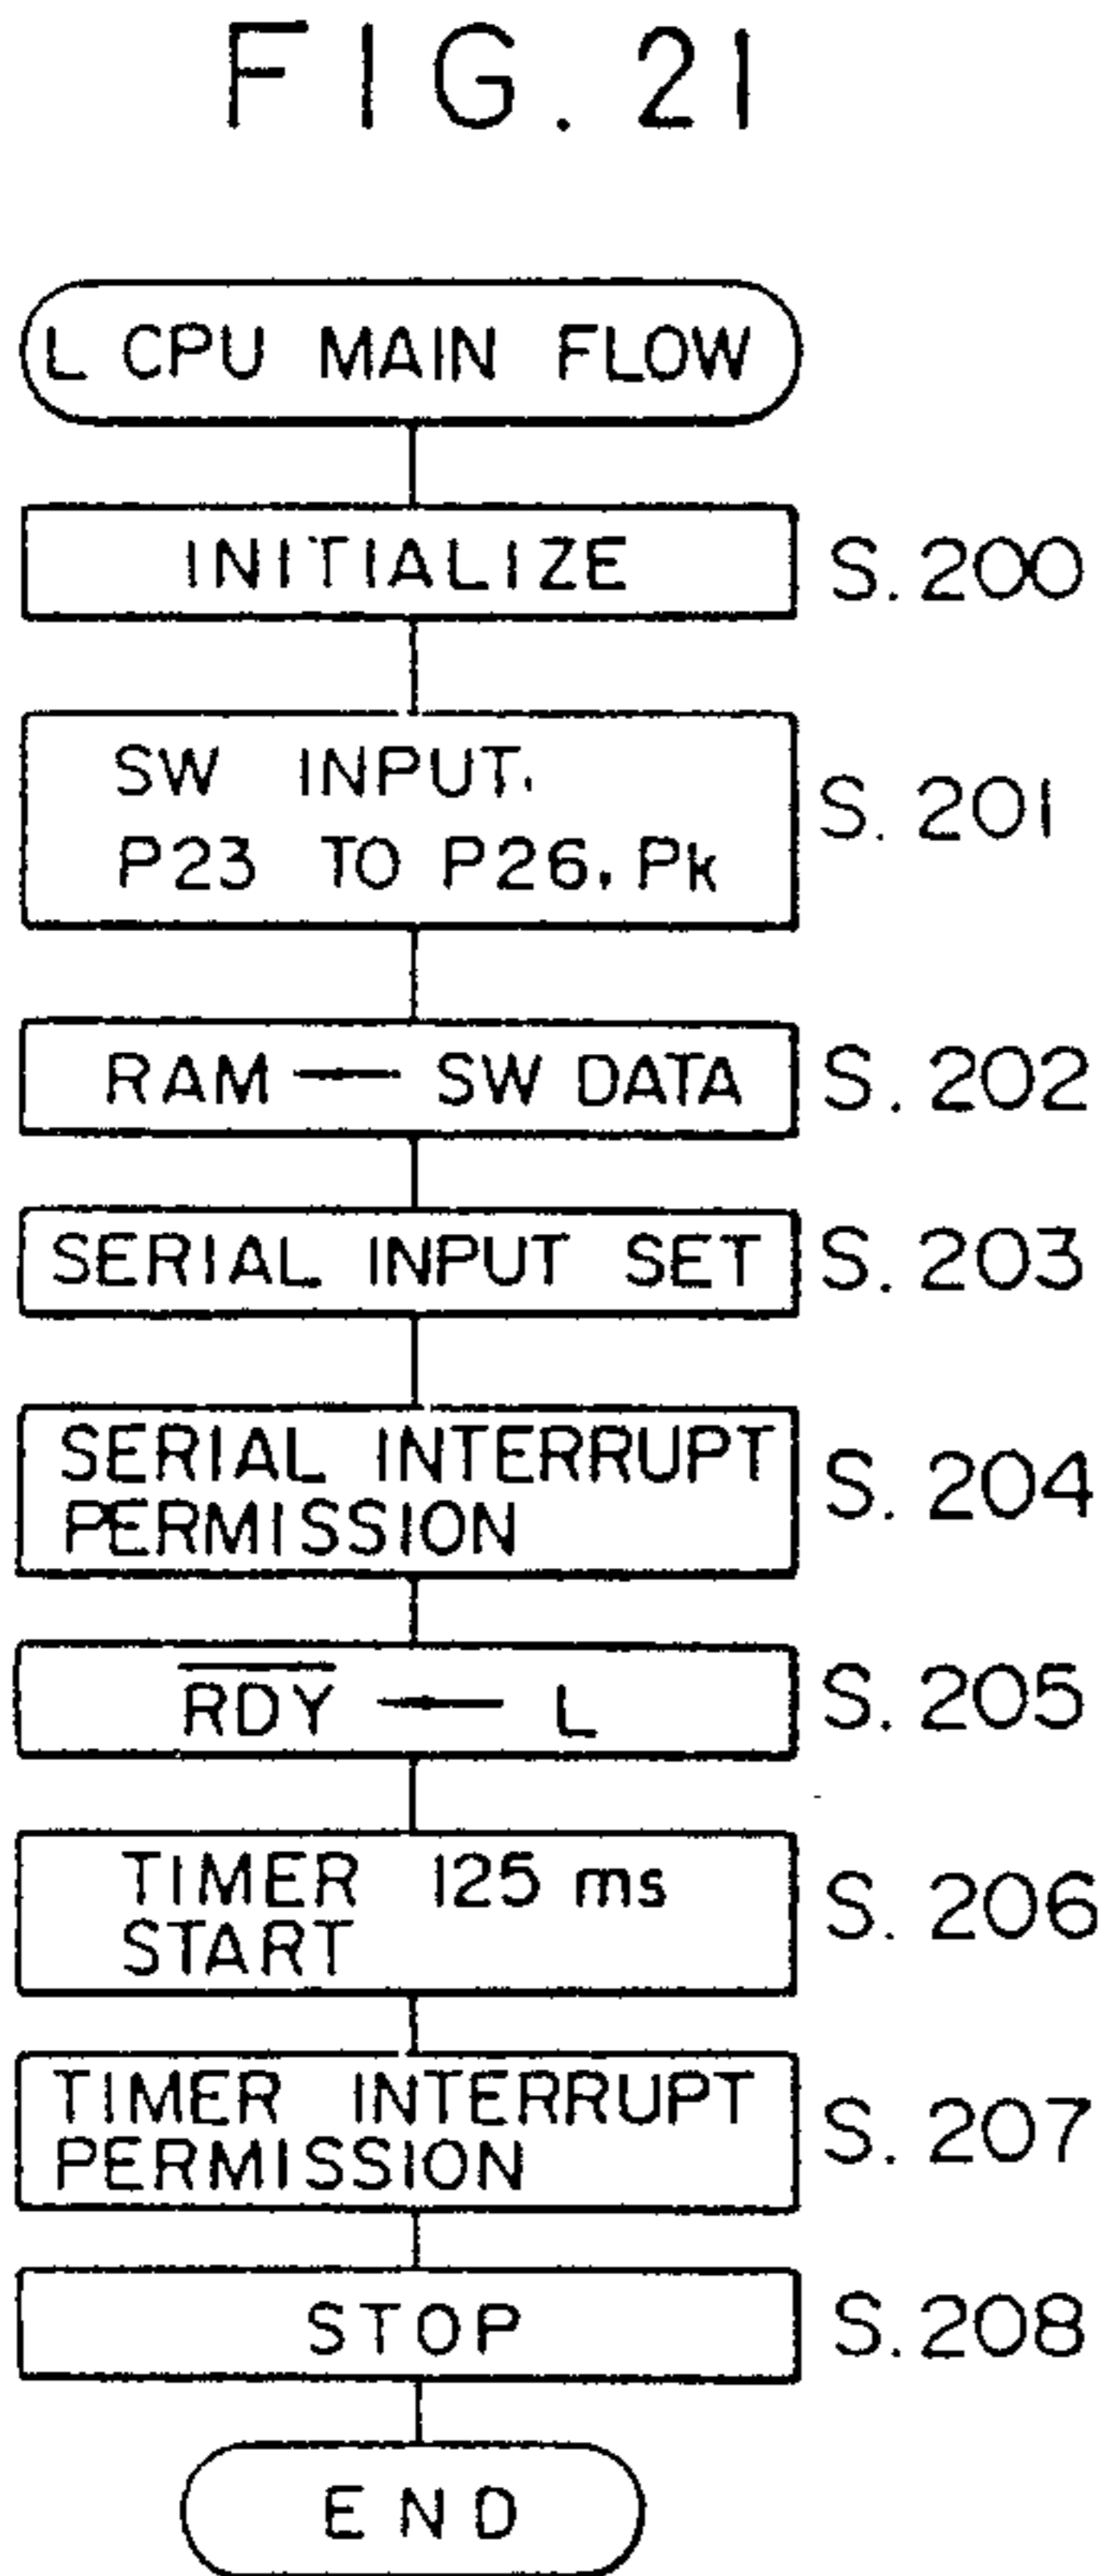 FIG. 21
L CPU MAIN FLOW
INITIALIZE S. 200
SW INPUT,
P23 TO P26, Pk S. 201
RAM ← SW DATA S. 202
SERIAL INPUT SET S. 203
SERIAL INTERRUPT
PERMISSION S. 204
R̅D̅Y̅ ← L S. 205
TIMER 125 ms
START S. 206
TIMER INTERRUPT
PERMISSION S. 207
STOP S. 208
END